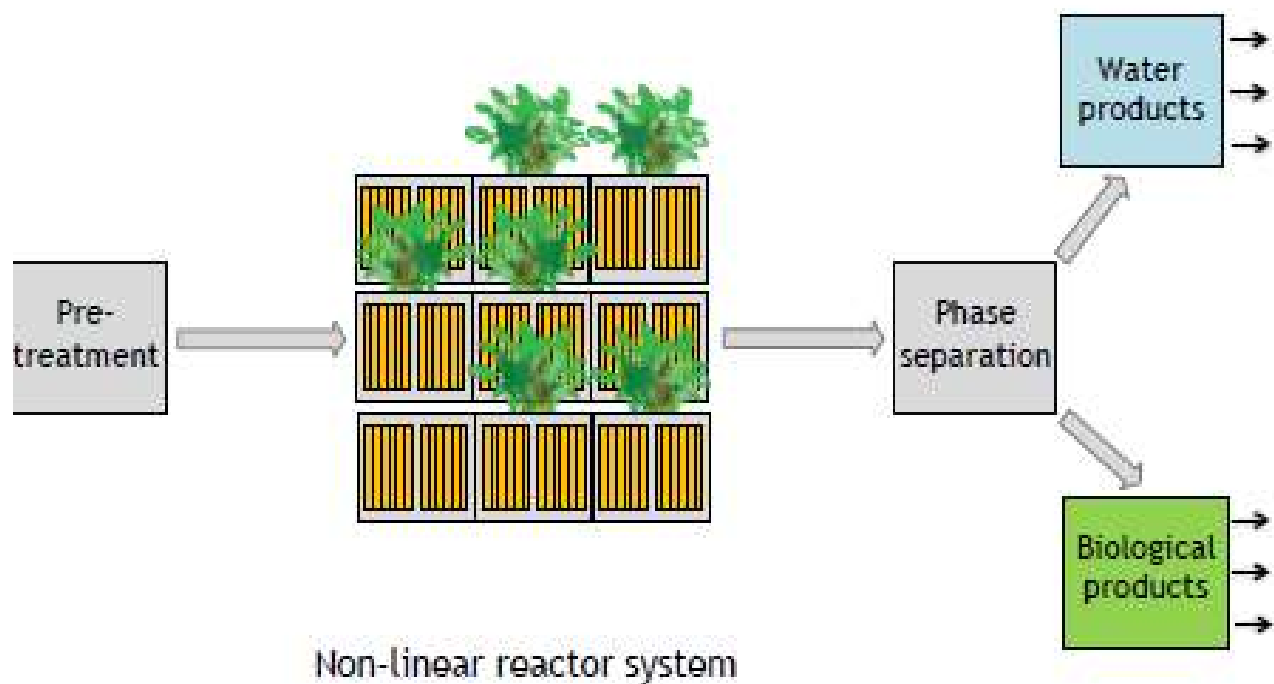 Water
products
Pre-
treatment
Phase
separation
Biological
products
Non-linear reactor system